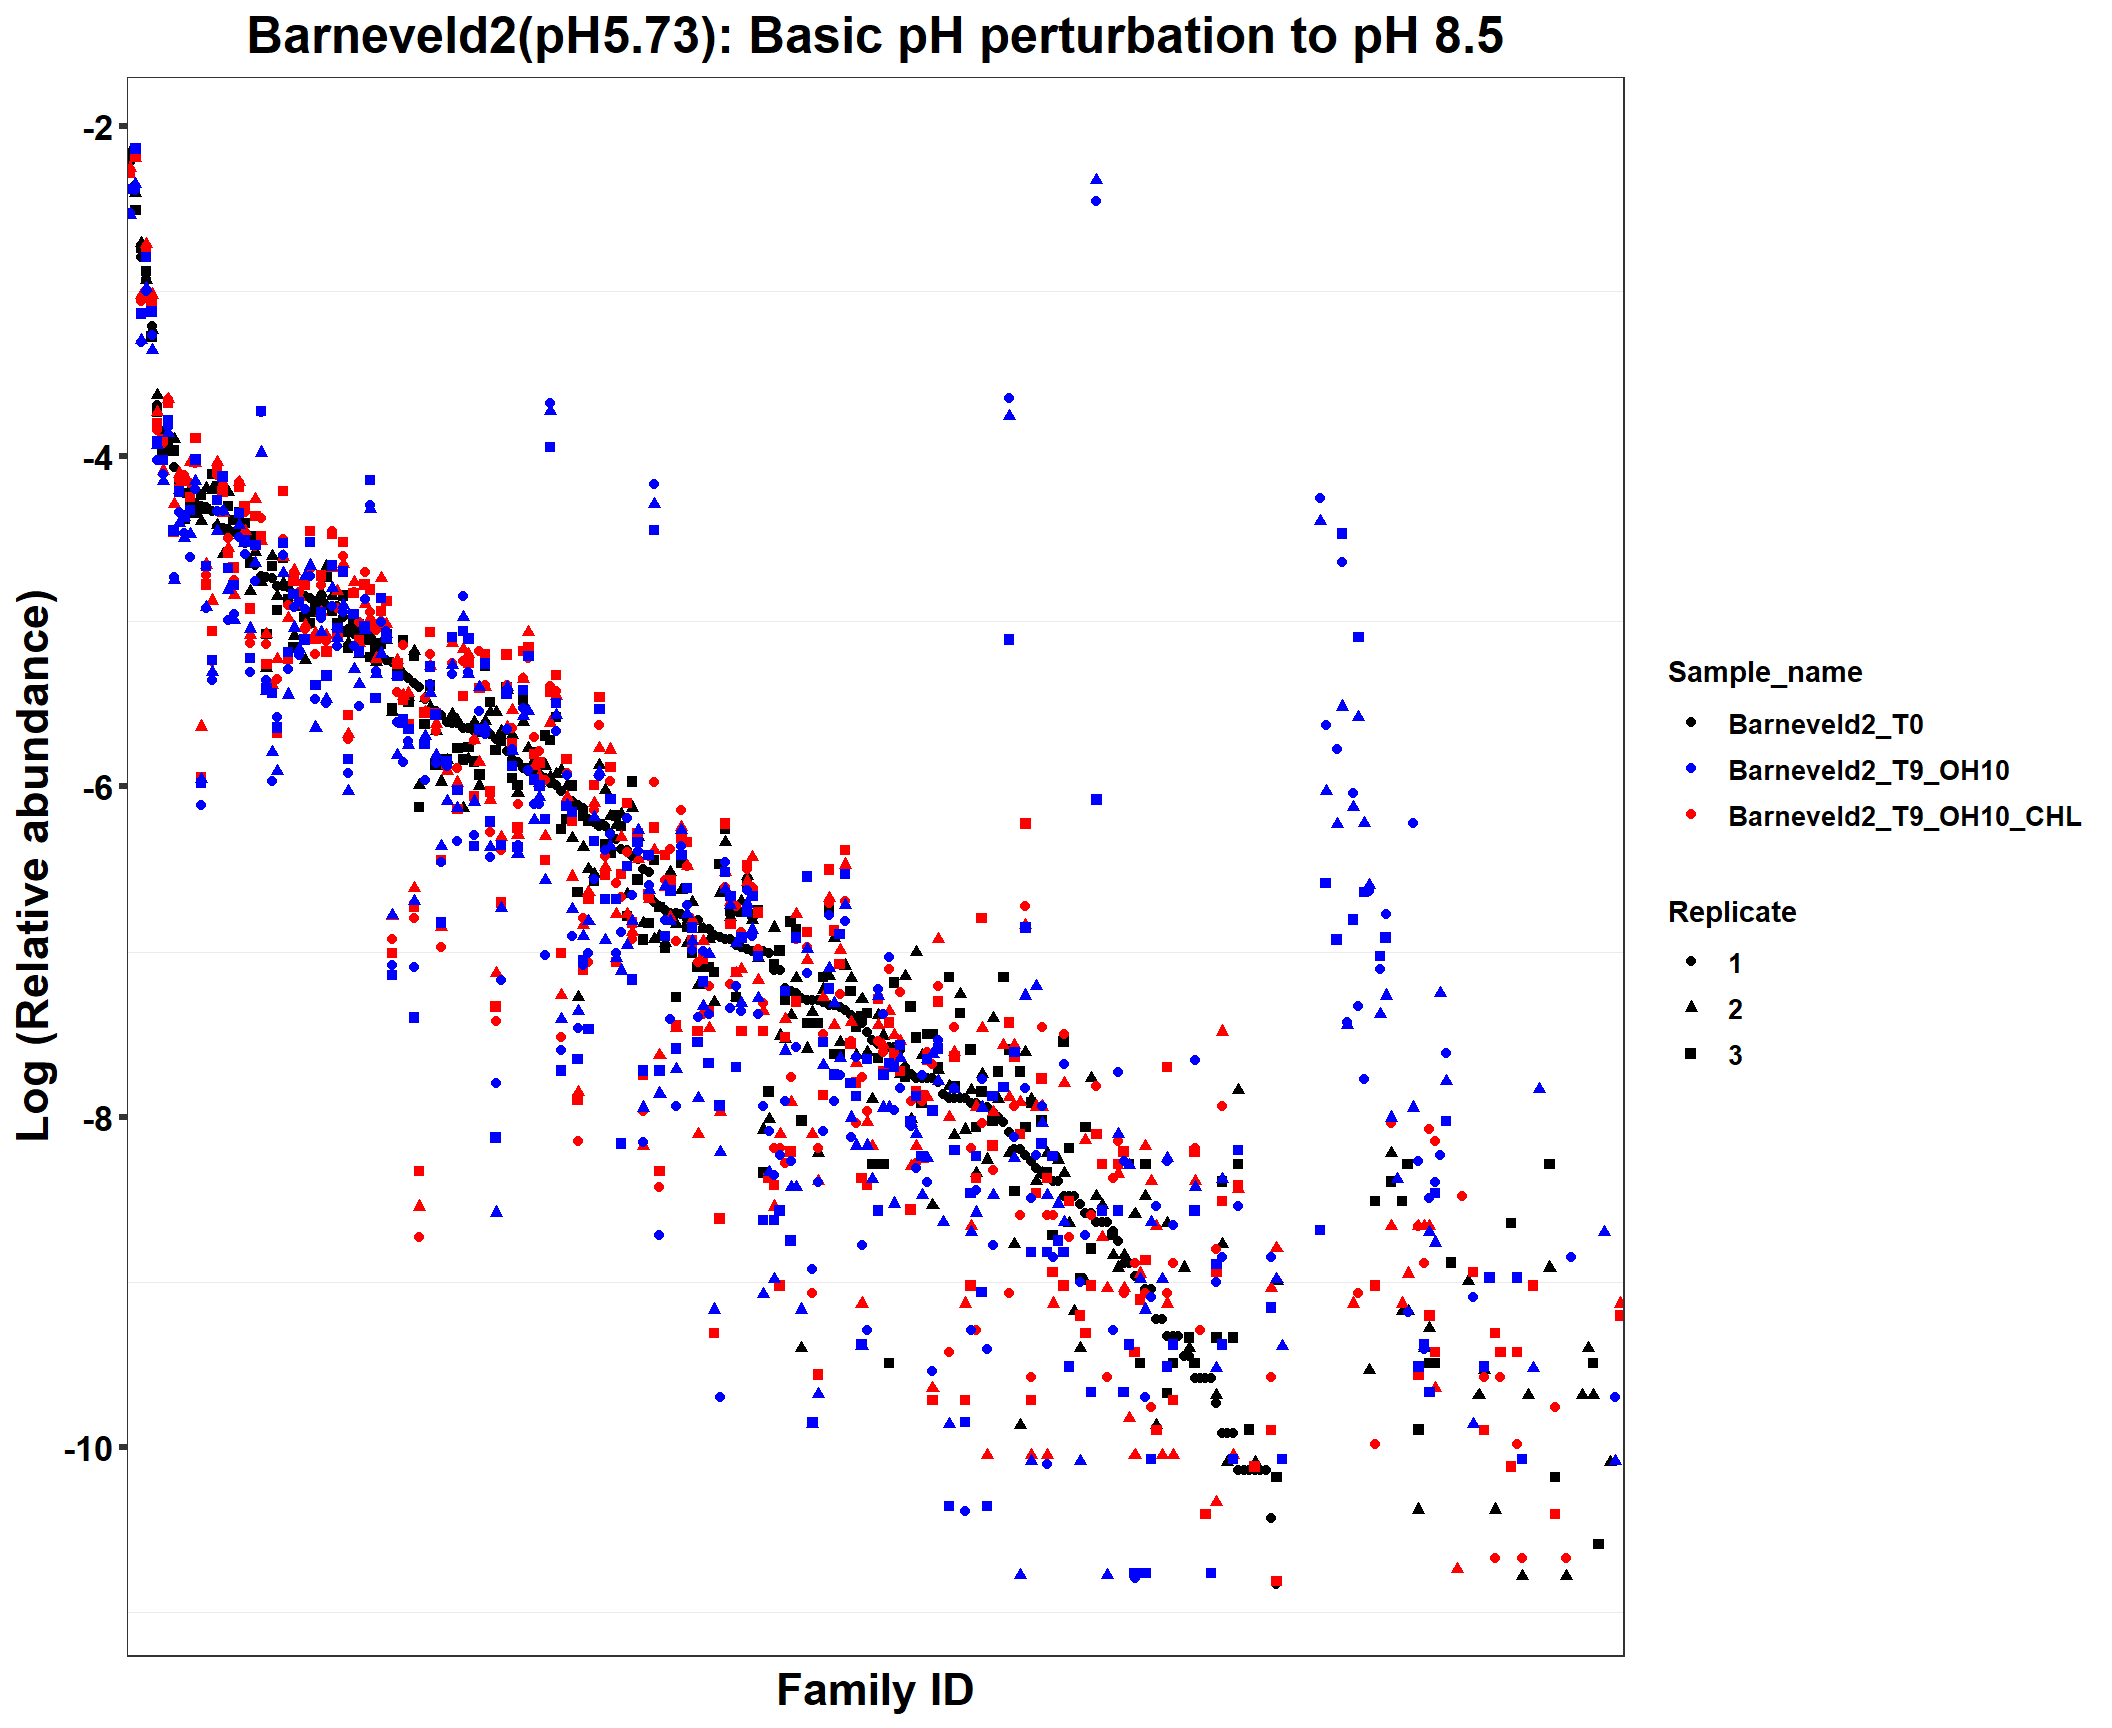 Barneveld2(pH5.73): Basic pH perturbation to pH 8.5
-2
-4
-6
-8
-10
Log (Relative abundance)
Family ID
Sample_name
Barneveld2_T0
Barneveld2_T9_OH10
Barneveld2_T9_OH10_CHL
Replicate
1
2
3